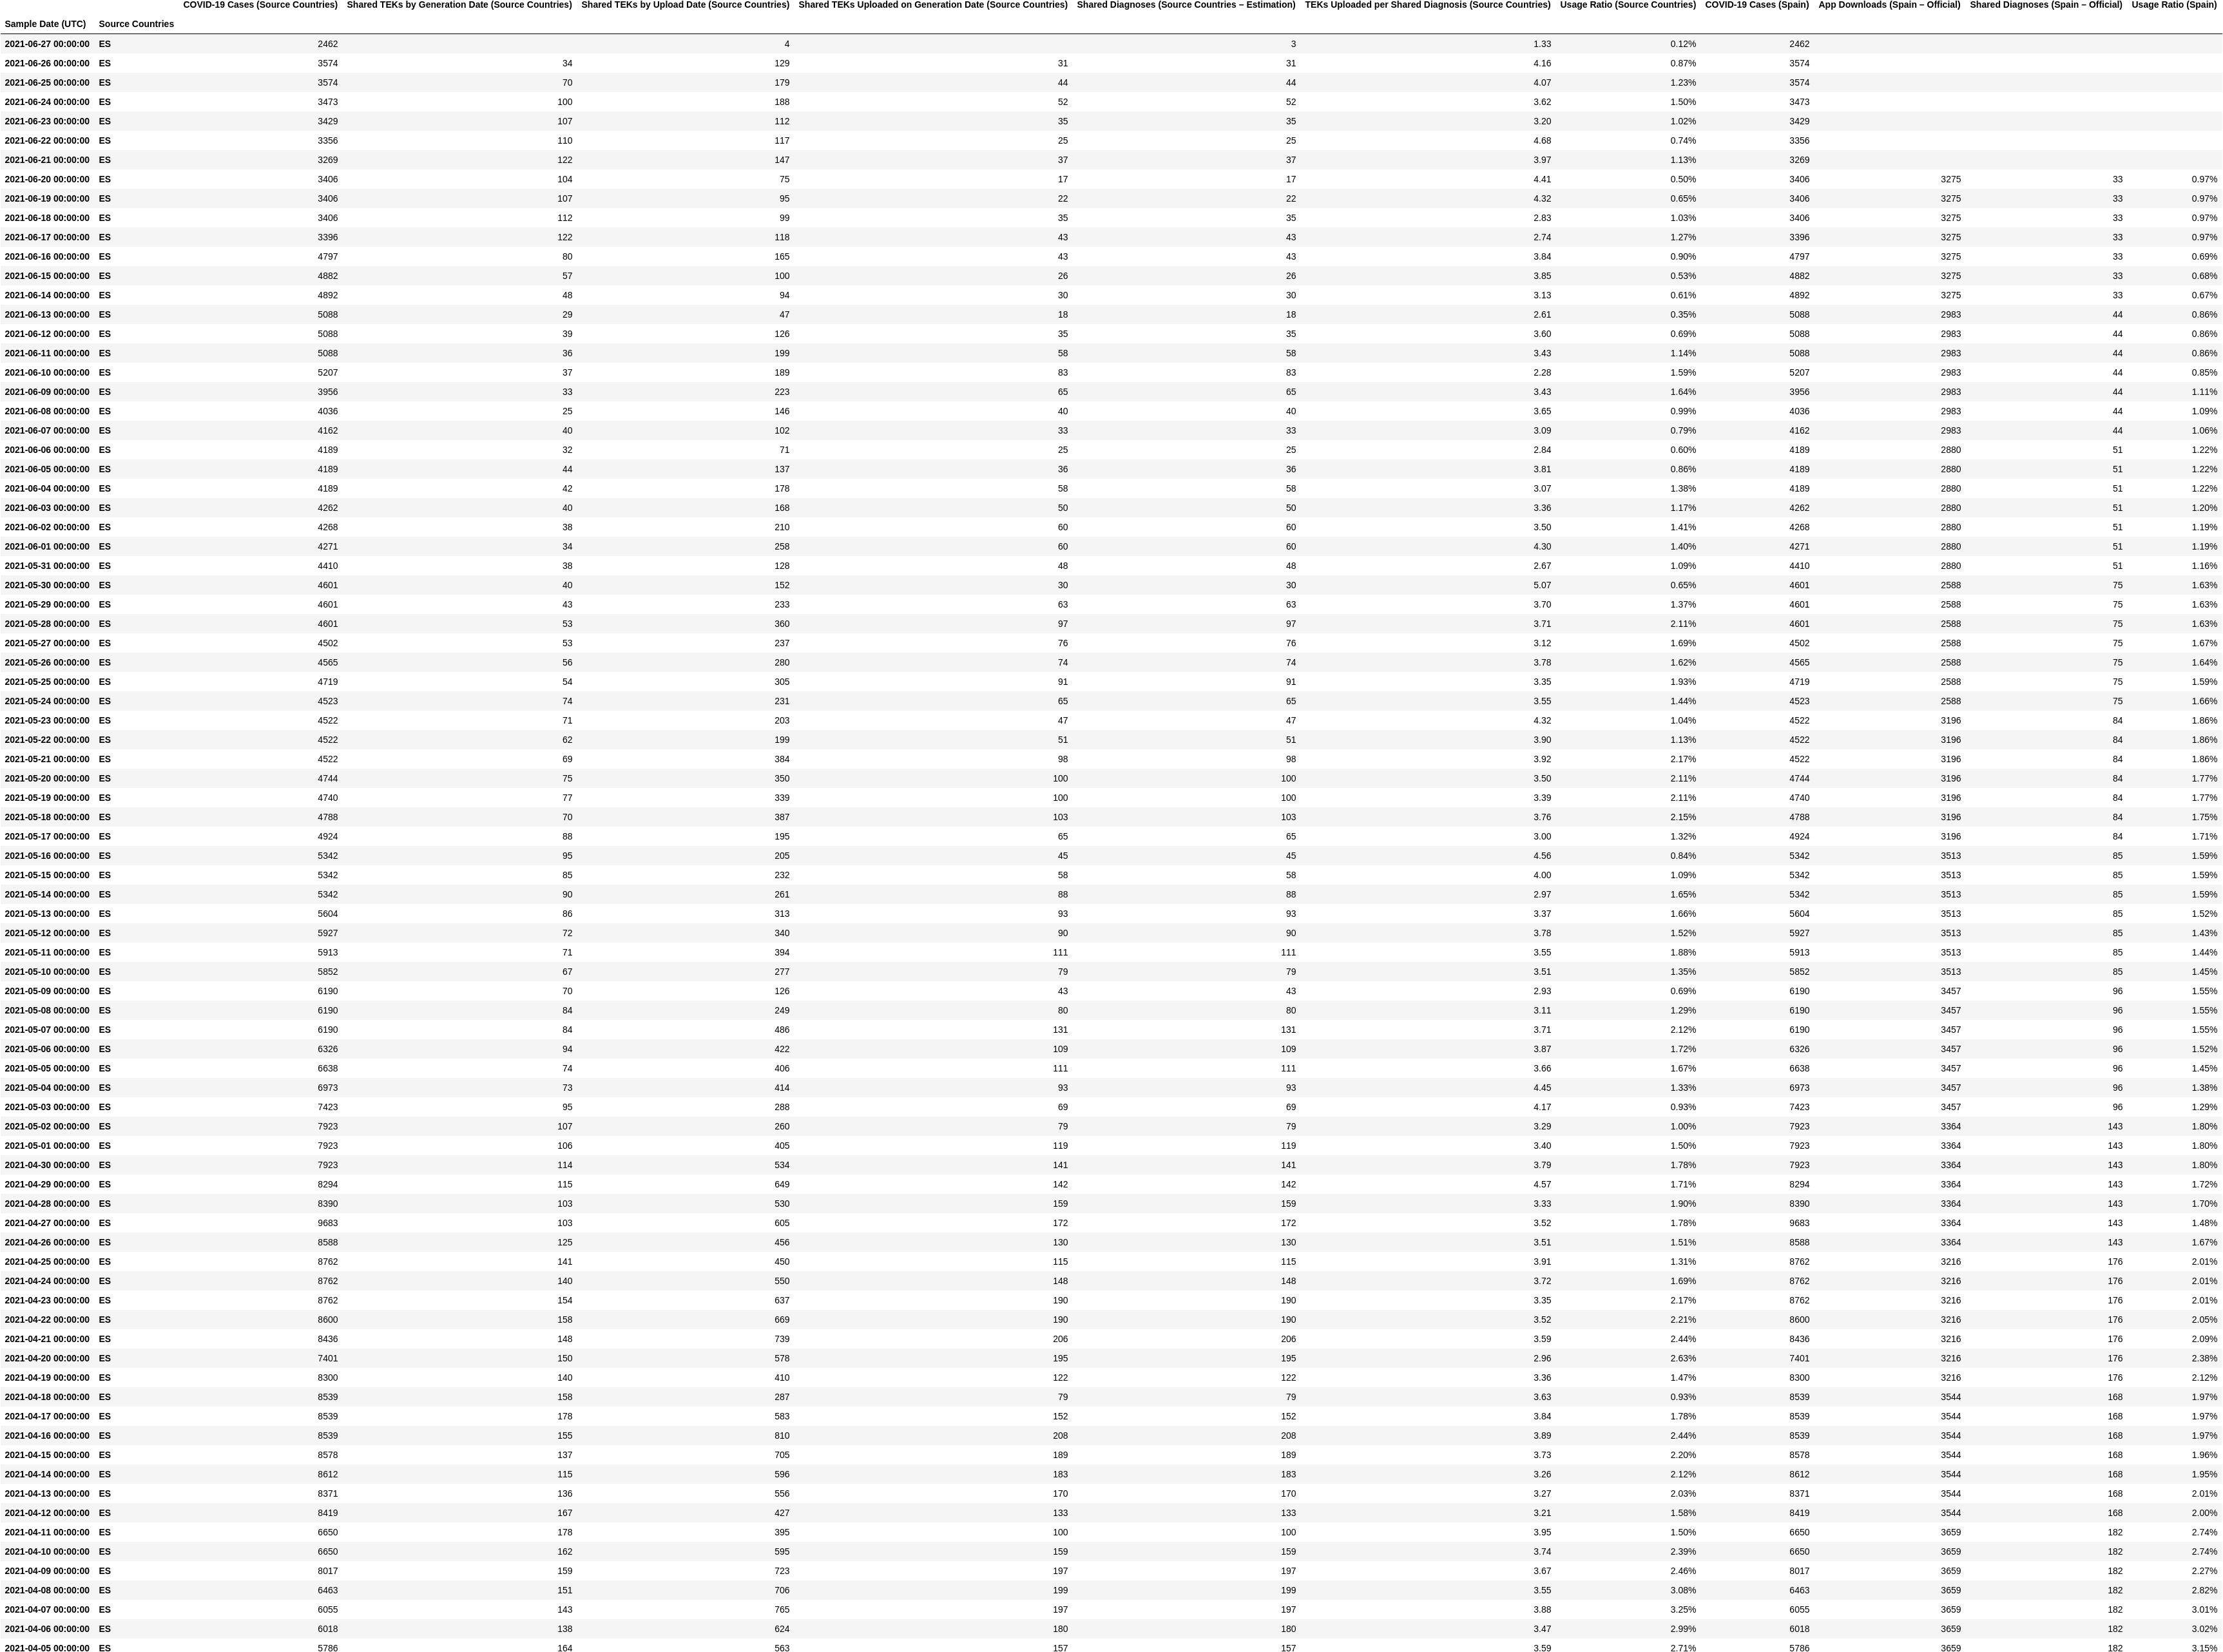 COVID-19 Cases (Source Countries) Shared TEKs by Generation Date (Source Countries) Shared TEKs by Upload Date (Source Countries) Shared TEKs Uploaded on Generation Date (Source Countries) Shared Diagnoses (Source Countries – Estimation) TEKs Uploaded per Shared Diagnosis (Source Countries) Usage Ratio (Source Countries) COVID-19 Cases (Spain) App Downloads (Spain – Official) Shared Diagnoses (Spain – Official) Usage Ratio (Spain)
Sample Date (UTC) Source Countries
2021-06-27 00:00:00 ES 2462 4 3 1.33 0.12% 2462
2021-06-26 00:00:00 ES 3574 34 129 31 31 4.16 0.87% 3574
2021-06-25 00:00:00 ES 3574 70 179 44 44 4.07 1.23% 3574
2021-06-24 00:00:00 ES 3473 100 188 52 52 3.62 1.50% 3473
2021-06-23 00:00:00 ES 3429 107 112 35 35 3.20 1.02% 3429
2021-06-22 00:00:00 ES 3356 110 117 25 25 4.68 0.74% 3356
2021-06-21 00:00:00 ES 3269 122 147 37 37 3.97 1.13% 3269
2021-06-20 00:00:00 ES 3406 104 75 17 17 4.41 0.50% 3406 3275 33 0.97%
2021-06-19 00:00:00 ES 3406 107 95 22 22 4.32 0.65% 3406 3275 33 0.97%
2021-06-18 00:00:00 ES 3406 112 99 35 35 2.83 1.03% 3406 3275 33 0.97%
2021-06-17 00:00:00 ES 3396 122 118 43 43 2.74 1.27% 3396 3275 33 0.97%
2021-06-16 00:00:00 ES 4797 80 165 43 43 3.84 0.90% 4797 3275 33 0.69%
2021-06-15 00:00:00 ES 4882 57 100 26 26 3.85 0.53% 4882 3275 33 0.68%
2021-06-14 00:00:00 ES 4892 48 94 30 30 3.13 0.61% 4892 3275 33 0.67%
2021-06-13 00:00:00 ES 5088 29 47 18 18 2.61 0.35% 5088 2983 44 0.86%
2021-06-12 00:00:00 ES 5088 39 126 35 35 3.60 0.69% 5088 2983 44 0.86%
2021-06-11 00:00:00 ES 5088 36 199 58 58 3.43 1.14% 5088 2983 44 0.86%
2021-06-10 00:00:00 ES 5207 37 189 83 83 2.28 1.59% 5207 2983 44 0.85%
2021-06-09 00:00:00 ES 3956 33 223 65 65 3.43 1.64% 3956 2983 44 1.11%
2021-06-08 00:00:00 ES 4036 25 146 40 40 3.65 0.99% 4036 2983 44 1.09%
2021-06-07 00:00:00 ES 4162 40 102 33 33 3.09 0.79% 4162 2983 44 1.06%
2021-06-06 00:00:00 ES 4189 32 71 25 25 2.84 0.60% 4189 2880 51 1.22%
2021-06-05 00:00:00 ES 4189 44 137 36 36 3.81 0.86% 4189 2880 51 1.22%
2021-06-04 00:00:00 ES 4189 42 178 58 58 3.07 1.38% 4189 2880 51 1.22%
2021-06-03 00:00:00 ES 4262 40 168 50 50 3.36 1.17% 4262 2880 51 1.20%
2021-06-02 00:00:00 ES 4268 38 210 60 60 3.50 1.41% 4268 2880 51 1.19%
2021-06-01 00:00:00 ES 4271 34 258 60 60 4.30 1.40% 4271 2880 51 1.19%
2021-05-31 00:00:00 ES 4410 38 128 48 48 2.67 1.09% 4410 2880 51 1.16%
2021-05-30 00:00:00 ES 4601 40 152 30 30 5.07 0.65% 4601 2588 75 1.63%
2021-05-29 00:00:00 ES 4601 43 233 63 63 3.70 1.37% 4601 2588 75 1.63%
2021-05-28 00:00:00 ES 4601 53 360 97 97 3.71 2.11% 4601 2588 75 1.63%
2021-05-27 00:00:00 ES 4502 53 237 76 76 3.12 1.69% 4502 2588 75 1.67%
2021-05-26 00:00:00 ES 4565 56 280 74 74 3.78 1.62% 4565 2588 75 1.64%
2021-05-25 00:00:00 ES 4719 54 305 91 91 3.35 1.93% 4719 2588 75 1.59%
2021-05-24 00:00:00 ES 4523 74 231 65 65 3.55 1.44% 4523 2588 75 1.66%
2021-05-23 00:00:00 ES 4522 71 203 47 47 4.32 1.04% 4522 3196 84 1.86%
2021-05-22 00:00:00 ES 4522 62 199 51 51 3.90 1.13% 4522 3196 84 1.86%
2021-05-21 00:00:00 ES 4522 69 384 98 98 3.92 2.17% 4522 3196 84 1.86%
2021-05-20 00:00:00 ES 4744 75 350 100 100 3.50 2.11% 4744 3196 84 1.77%
2021-05-19 00:00:00 ES 4740 77 339 100 100 3.39 2.11% 4740 3196 84 1.77%
2021-05-18 00:00:00 ES 4788 70 387 103 103 3.76 2.15% 4788 3196 84 1.75%
2021-05-17 00:00:00 ES 4924 88 195 65 65 3.00 1.32% 4924 3196 84 1.71%
2021-05-16 00:00:00 ES 5342 95 205 45 45 4.56 0.84% 5342 3513 85 1.59%
2021-05-15 00:00:00 ES 5342 85 232 58 58 4.00 1.09% 5342 3513 85 1.59%
2021-05-14 00:00:00 ES 5342 90 261 88 88 2.97 1.65% 5342 3513 85 1.59%
2021-05-13 00:00:00 ES 5604 86 313 93 93 3.37 1.66% 5604 3513 85 1.52%
2021-05-12 00:00:00 ES 5927 72 340 90 90 3.78 1.52% 5927 3513 85 1.43%
2021-05-11 00:00:00 ES 5913 71 394 111 111 3.55 1.88% 5913 3513 85 1.44%
2021-05-10 00:00:00 ES 5852 67 277 79 79 3.51 1.35% 5852 3513 85 1.45%
2021-05-09 00:00:00 ES 6190 70 126 43 43 2.93 0.69% 6190 3457 96 1.55%
2021-05-08 00:00:00 ES 6190 84 249 80 80 3.11 1.29% 6190 3457 96 1.55%
2021-05-07 00:00:00 ES 6190 84 486 131 131 3.71 2.12% 6190 3457 96 1.55%
2021-05-06 00:00:00 ES 6326 94 422 109 109 3.87 1.72% 6326 3457 96 1.52%
2021-05-05 00:00:00 ES 6638 74 406 111 111 3.66 1.67% 6638 3457 96 1.45%
2021-05-04 00:00:00 ES 6973 73 414 93 93 4.45 1.33% 6973 3457 96 1.38%
2021-05-03 00:00:00 ES 7423 95 288 69 69 4.17 0.93% 7423 3457 96 1.29%
2021-05-02 00:00:00 ES 7923 107 260 79 79 3.29 1.00% 7923 3364 143 1.80%
2021-05-01 00:00:00 ES 7923 106 405 119 119 3.40 1.50% 7923 3364 143 1.80%
2021-04-30 00:00:00 ES 7923 114 534 141 141 3.79 1.78% 7923 3364 143 1.80%
2021-04-29 00:00:00 ES 8294 115 649 142 142 4.57 1.71% 8294 3364 143 1.72%
2021-04-28 00:00:00 ES 8390 103 530 159 159 3.33 1.90% 8390 3364 143 1.70%
2021-04-27 00:00:00 ES 9683 103 605 172 172 3.52 1.78% 9683 3364 143 1.48%
2021-04-26 00:00:00 ES 8588 125 456 130 130 3.51 1.51% 8588 3364 143 1.67%
2021-04-25 00:00:00 ES 8762 141 450 115 115 3.91 1.31% 8762 3216 176 2.01%
2021-04-24 00:00:00 ES 8762 140 550 148 148 3.72 1.69% 8762 3216 176 2.01%
2021-04-23 00:00:00 ES 8762 154 637 190 190 3.35 2.17% 8762 3216 176 2.01%
2021-04-22 00:00:00 ES 8600 158 669 190 190 3.52 2.21% 8600 3216 176 2.05%
2021-04-21 00:00:00 ES 8436 148 739 206 206 3.59 2.44% 8436 3216 176 2.09%
2021-04-20 00:00:00 ES 7401 150 578 195 195 2.96 2.63% 7401 3216 176 2.38%
2021-04-19 00:00:00 ES 8300 140 410 122 122 3.36 1.47% 8300 3216 176 2.12%
2021-04-18 00:00:00 ES 8539 158 287 79 79 3.63 0.93% 8539 3544 168 1.97%
2021-04-17 00:00:00 ES 8539 178 583 152 152 3.84 1.78% 8539 3544 168 1.97%
2021-04-16 00:00:00 ES 8539 155 810 208 208 3.89 2.44% 8539 3544 168 1.97%
2021-04-15 00:00:00 ES 8578 137 705 189 189 3.73 2.20% 8578 3544 168 1.96%
2021-04-14 00:00:00 ES 8612 115 596 183 183 3.26 2.12% 8612 3544 168 1.95%
2021-04-13 00:00:00 ES 8371 136 556 170 170 3.27 2.03% 8371 3544 168 2.01%
2021-04-12 00:00:00 ES 8419 167 427 133 133 3.21 1.58% 8419 3544 168 2.00%
2021-04-11 00:00:00 ES 6650 178 395 100 100 3.95 1.50% 6650 3659 182 2.74%
2021-04-10 00:00:00 ES 6650 162 595 159 159 3.74 2.39% 6650 3659 182 2.74%
2021-04-09 00:00:00 ES 8017 159 723 197 197 3.67 2.46% 8017 3659 182 2.27%
2021-04-08 00:00:00 ES 6463 151 706 199 199 3.55 3.08% 6463 3659 182 2.82%
2021-04-07 00:00:00 ES 6055 143 765 197 197 3.88 3.25% 6055 3659 182 3.01%
2021-04-06 00:00:00 ES 6018 138 624 180 180 3.47 2.99% 6018 3659 182 3.02%
2021-04-05 00:00:00 ES 5786 164 563 157 157 3.59 2.71% 5786 3659 182 3.15%